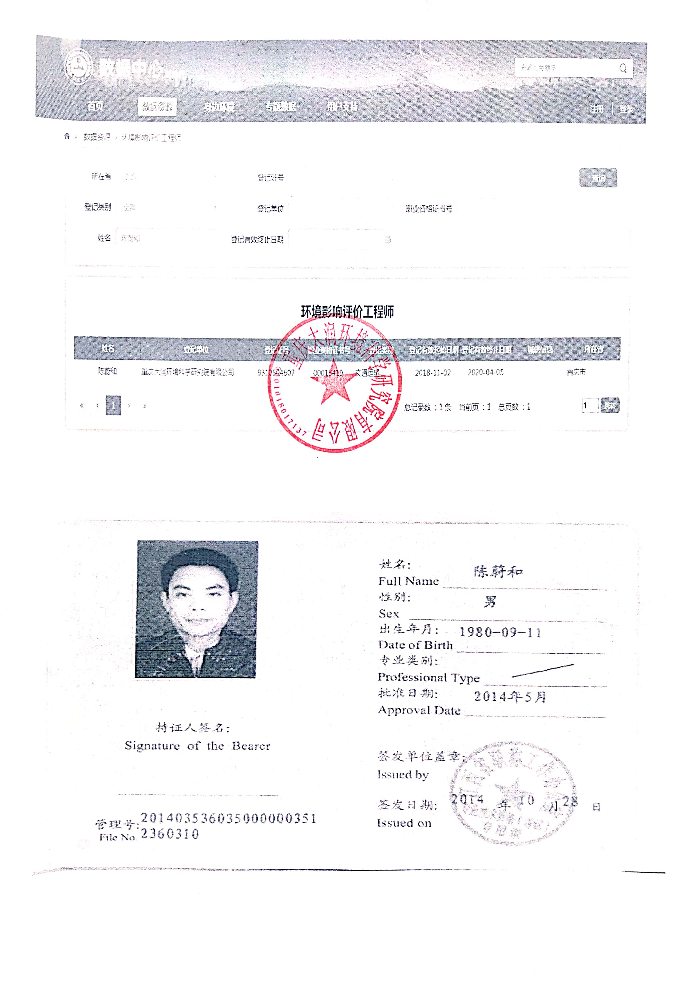 数据中心
请输入关键字
首页 数据资源 身边环境 专题数据 用户支持 注册 登录
数据资源 › 环境影响评价工程师
所在省 登记证号 查询
登记类别 全部 登记单位 职业资格证书号
姓名 陈蔚和 登记有效终止日期
环境影响评价工程师
姓名 登记单位 登记证号 职业资格证书号 登记类别 登记有效起始日期 登记有效终止日期 诚信信息 所在省
陈蔚和 重庆大润环境科学研究院有限公司 B310504607 00015419 交通运输 2018-11-02 2020-04-05 重庆市
« ‹ 1 › » 总记录数 : 1 条 当前页 : 1 总页数 : 1 1 跳转
重庆大润环境科学研究院有限公司
姓名: 陈蔚和
Full Name
性别: 男
Sex
出生年月: 1980-09-11
Date of Birth
专业类别:
Professional Type
批准日期: 2014年5月
Approval Date
持证人签名:
Signature of the Bearer
签发单位盖章:
Issued by
签发日期: 2014 年 10 月 28 日
Issued on
管理号: 2014035360350000000351
File No. 2360310
专用章